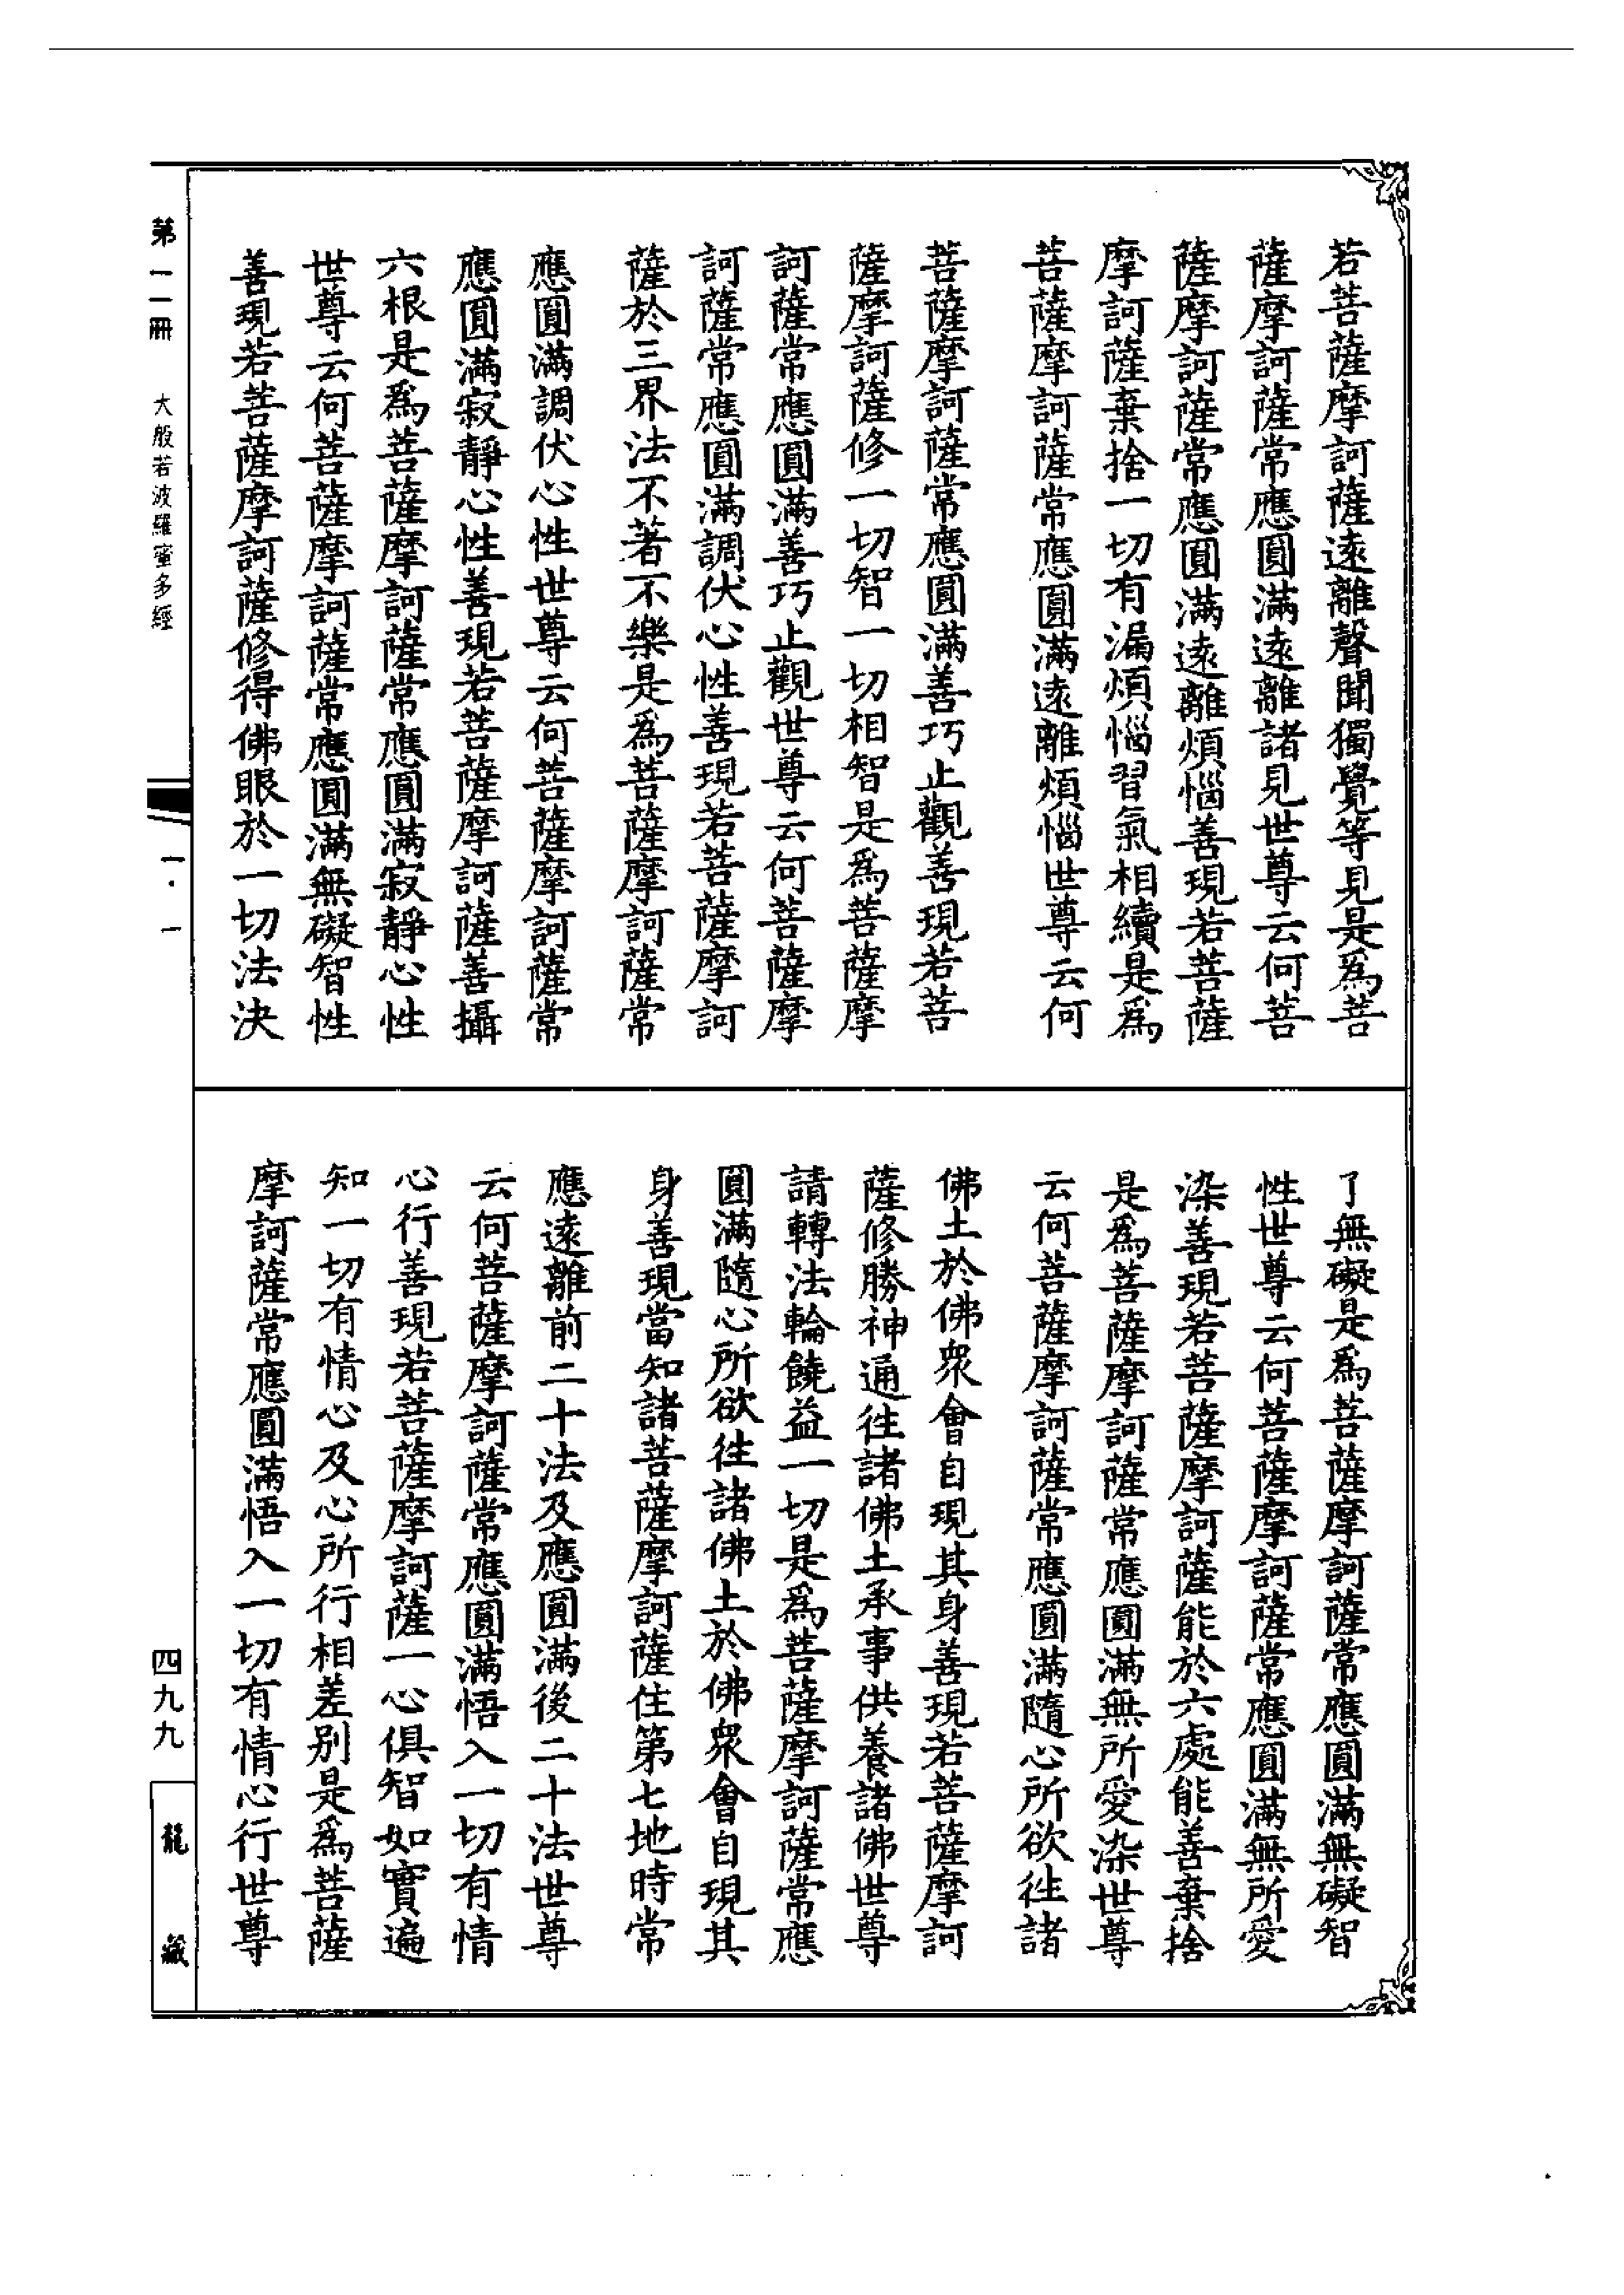 若菩薩摩訶薩遠離聲聞獨覺等見是爲菩
薩摩訶薩常應圓滿遠離諸見世尊云何菩
薩摩訶薩常應圓滿遠離煩惱善現若菩薩
摩訶薩棄捨一切有漏煩惱習氣相續是爲
菩薩摩訶薩常應圓滿遠離煩惱世尊云何
菩薩摩訶薩常應圓滿善巧止觀善現若菩
薩摩訶薩修一切智一切相智是爲菩薩摩
訶薩常應圓滿善巧止觀世尊云何菩薩摩
訶薩常應圓滿調伏心性善現若菩薩摩訶
薩於三界法不著不樂是爲菩薩摩訶薩常
應圓滿調伏心性世尊云何菩薩摩訶薩常
應圓滿寂靜心性善現若菩薩摩訶薩善攝
六根是爲菩薩摩訶薩常應圓滿寂靜心性
世尊云何菩薩摩訶薩常應圓滿無礙智性
善現若菩薩摩訶薩修得佛眼於一切法決
了無礙是爲菩薩摩訶薩常應圓滿無礙智
性世尊云何菩薩摩訶薩常應圓滿無所愛
染善現若菩薩摩訶薩能於六處能善棄捨
是爲菩薩摩訶薩常應圓滿無所愛染世尊
云何菩薩摩訶薩常應圓滿隨心所欲往諸
佛土於佛眾會自現其身善現若菩薩摩訶
薩修勝神通往諸佛土承事供養諸佛世尊
請轉法輪饒益一切是爲菩薩摩訶薩常應
圓滿隨心所欲往諸佛土於佛眾會自現其
身善現當知諸菩薩摩訶薩住第七地時常
應遠離前二十法及應圓滿後二十法世尊
云何菩薩摩訶薩常應圓滿悟入一切有情
心行善現若菩薩摩訶薩一心俱智如實遍
知一切有情心及心所行相差別是爲菩薩
摩訶薩常應圓滿悟入一切有情心行世尊
第一一冊 大般若波羅蜜多經 一·一 四九九 龍藏